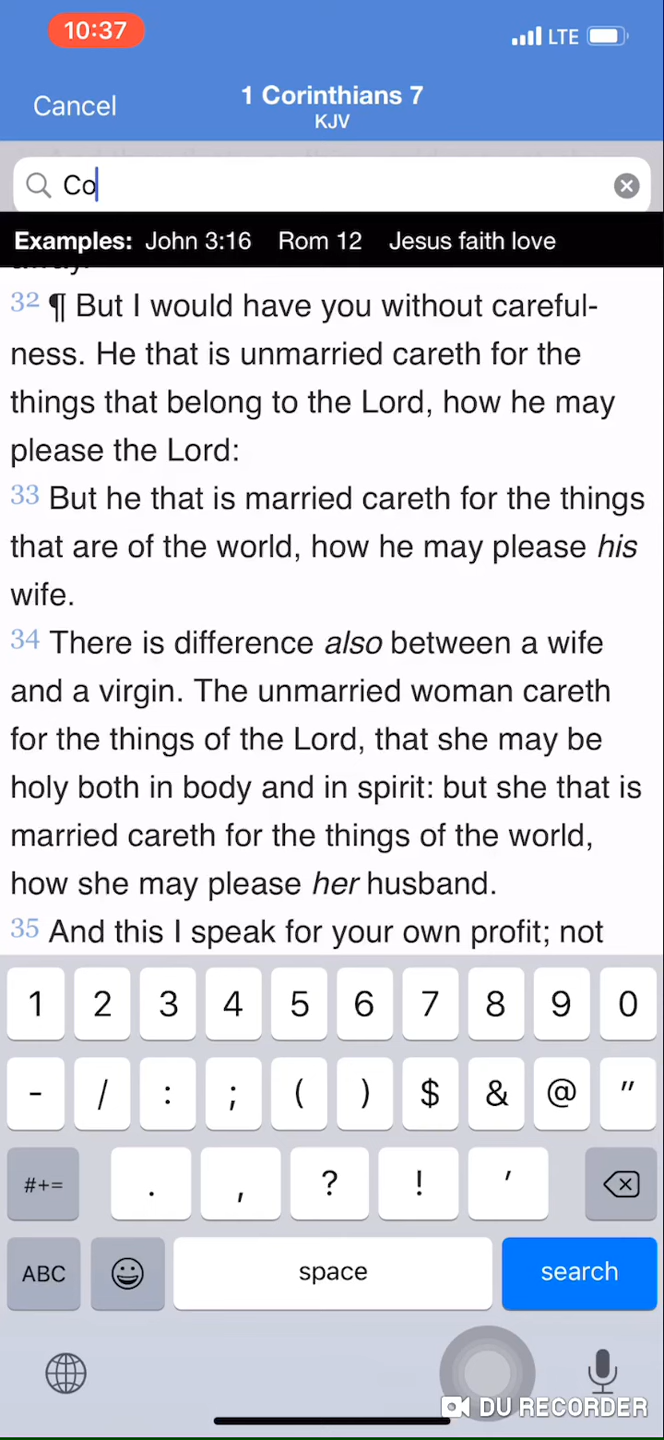 10:37
LTE
Cancel
1 Corinthians 7
KJV
Co
Examples: John 3:16 Rom 12 Jesus faith love
away.
32 ¶ But I would have you without careful-
ness. He that is unmarried careth for the
things that belong to the Lord, how he may
please the Lord:
33 But he that is married careth for the things
that are of the world, how he may please his
wife.
34 There is difference also between a wife
and a virgin. The unmarried woman careth
for the things of the Lord, that she may be
holy both in body and in spirit: but she that is
married careth for the things of the world,
how she may please her husband.
35 And this I speak for your own profit; not
1 2 3 4 5 6 7 8 9 0
- / : ; ( ) $ & @ "
#+= . , ? ! '
ABC space search
DU RECORDER